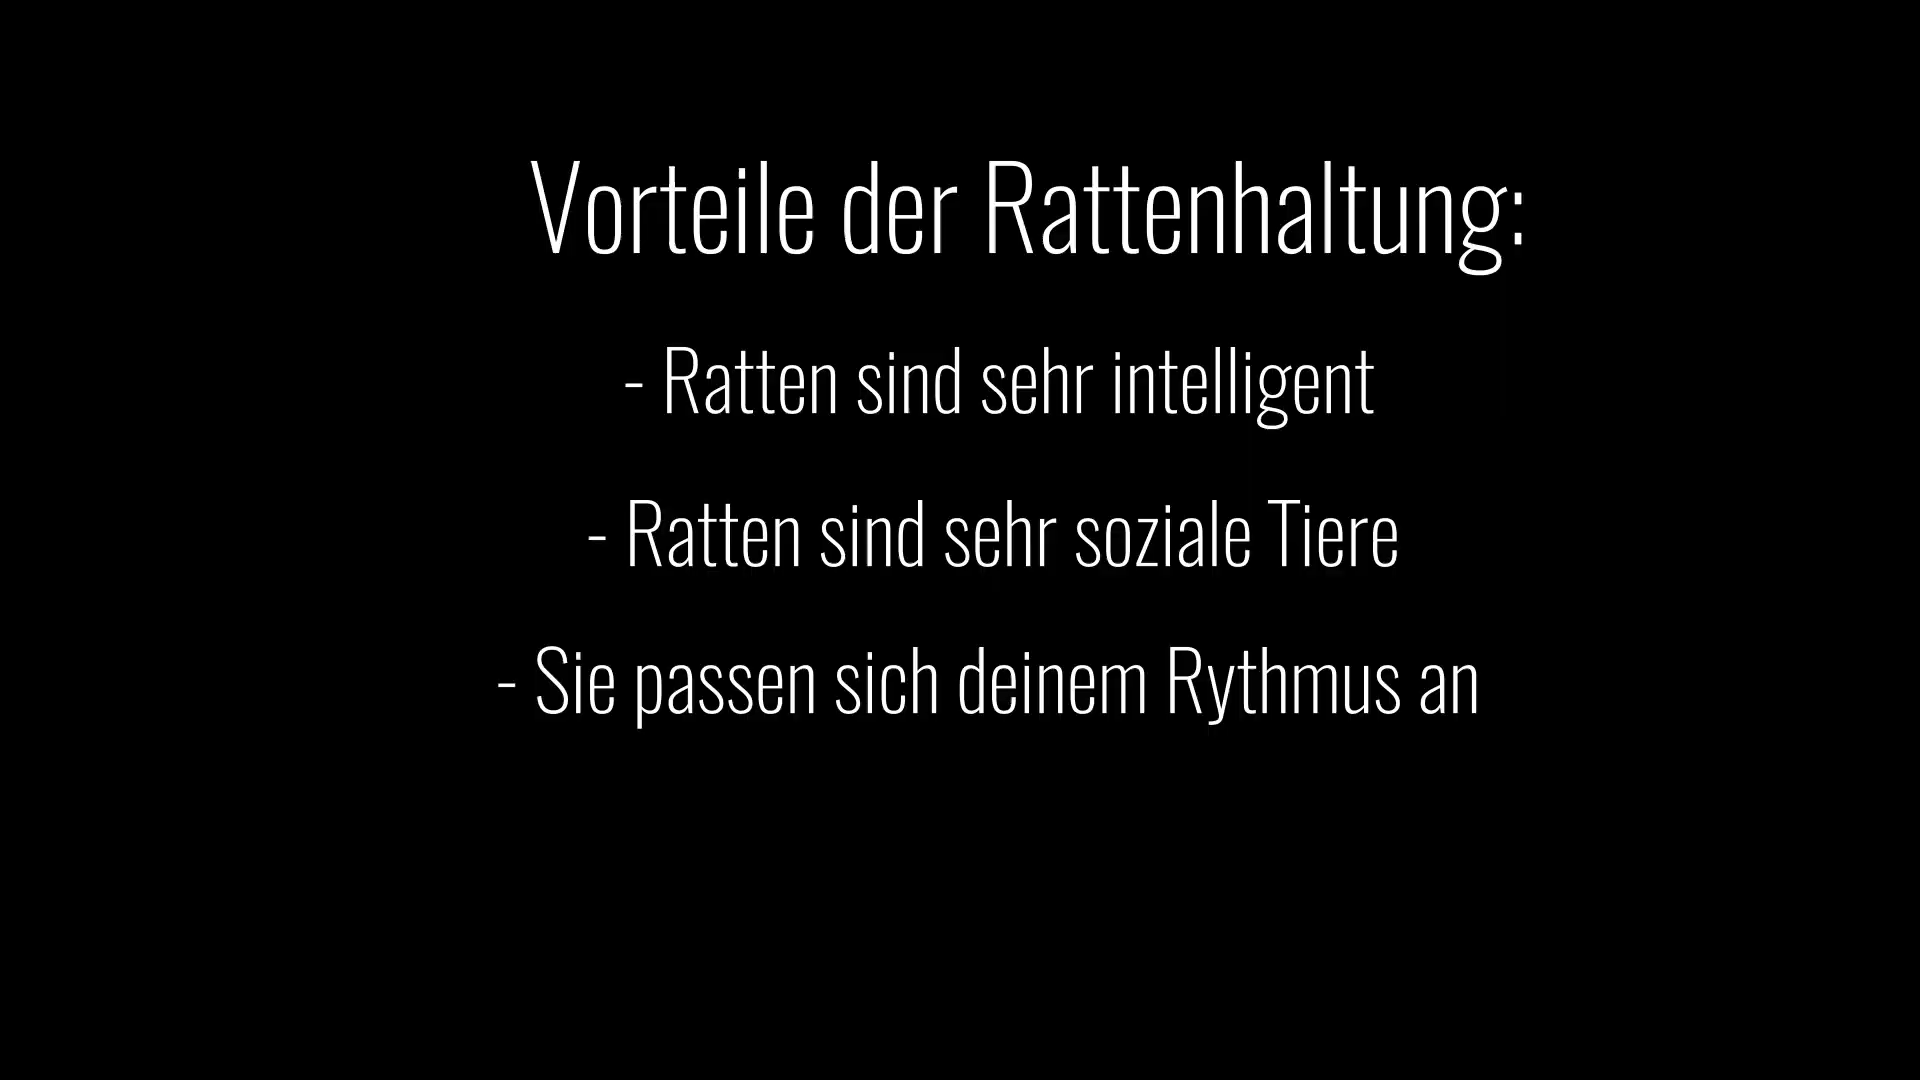 Vorteile der Rattenhaltung:
- Ratten sind sehr intelligent
- Ratten sind sehr soziale Tiere
- Sie passen sich deinem Rythmus an